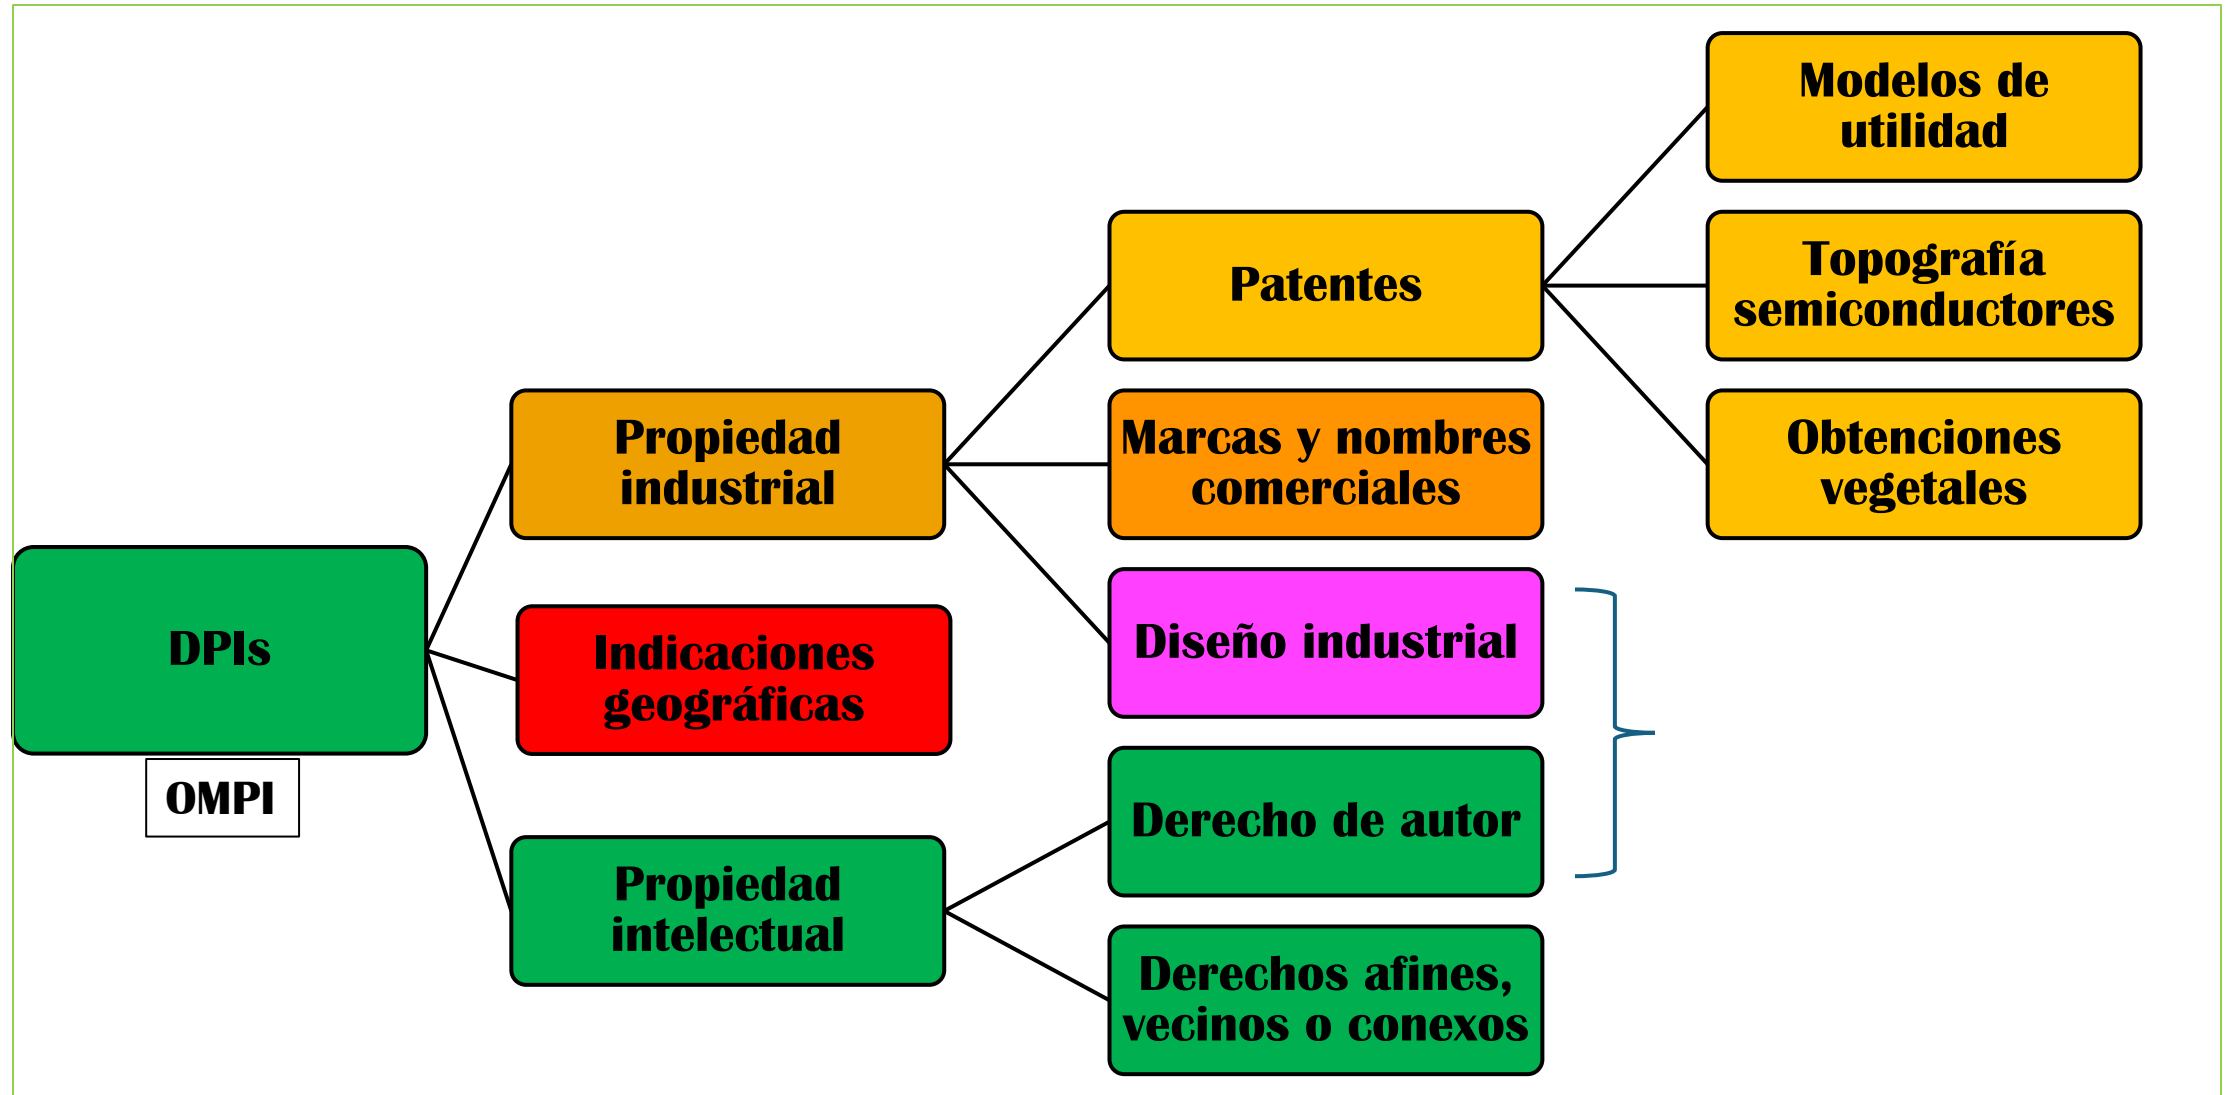 DPIs
OMPI
Propiedad
industrial
Indicaciones
geográficas
Propiedad
intelectual
Patentes
Marcas y nombres
comerciales
Diseño industrial
Derecho de autor
Derechos afines,
vecinos o conexos
Modelos de
utilidad
Topografía
semiconductores
Obtenciones
vegetales